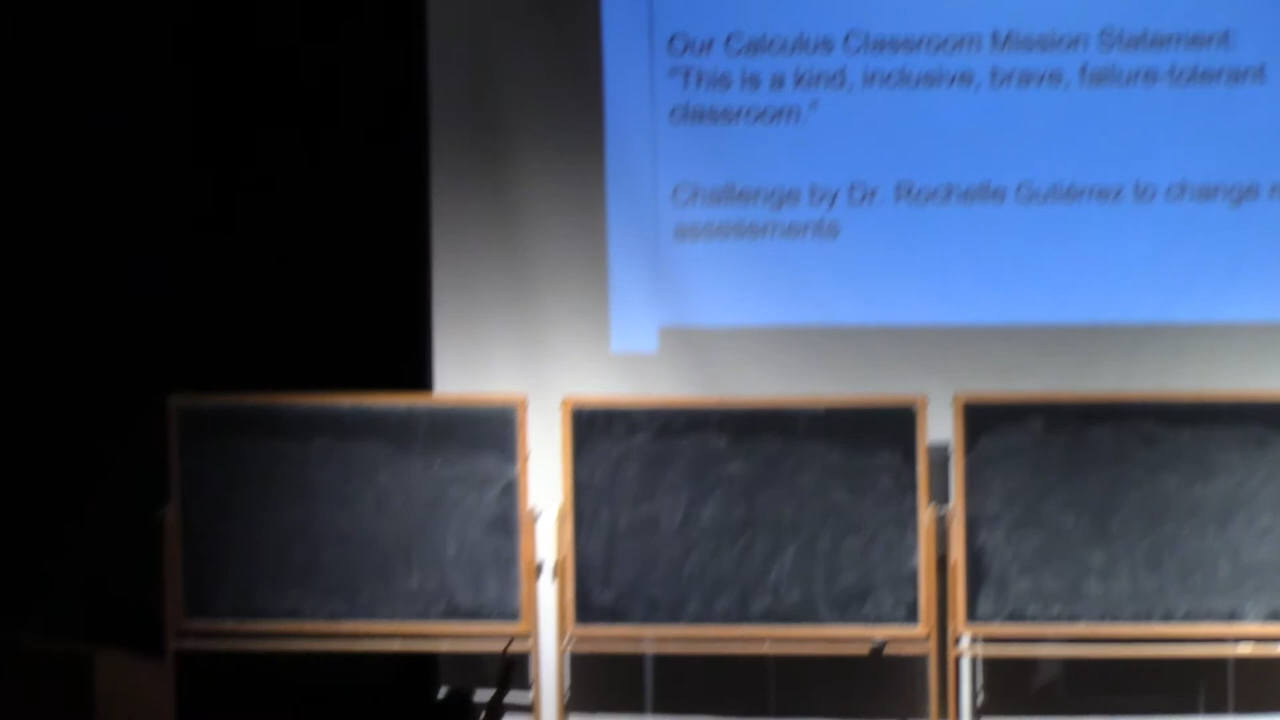 Our Calculus Classroom Mission Statement:
"This is a kind, inclusive, brave, failure-tolerant
classroom."
Challenge by Dr. Rochelle Gutiérrez to change
assessments